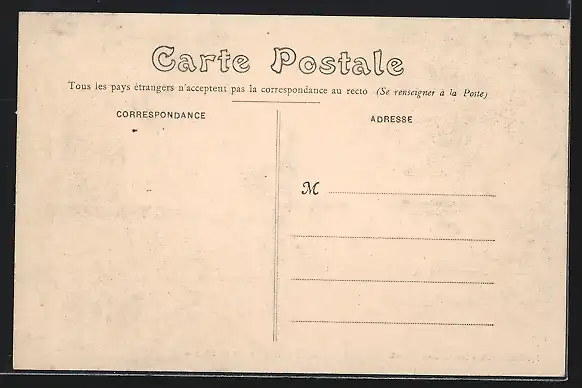 Carte Postale
Tous les pays étrangers n'acceptent pas la correspondance au recto (Se renseigner à la Poste)
CORRESPONDANCE
ADRESSE
M